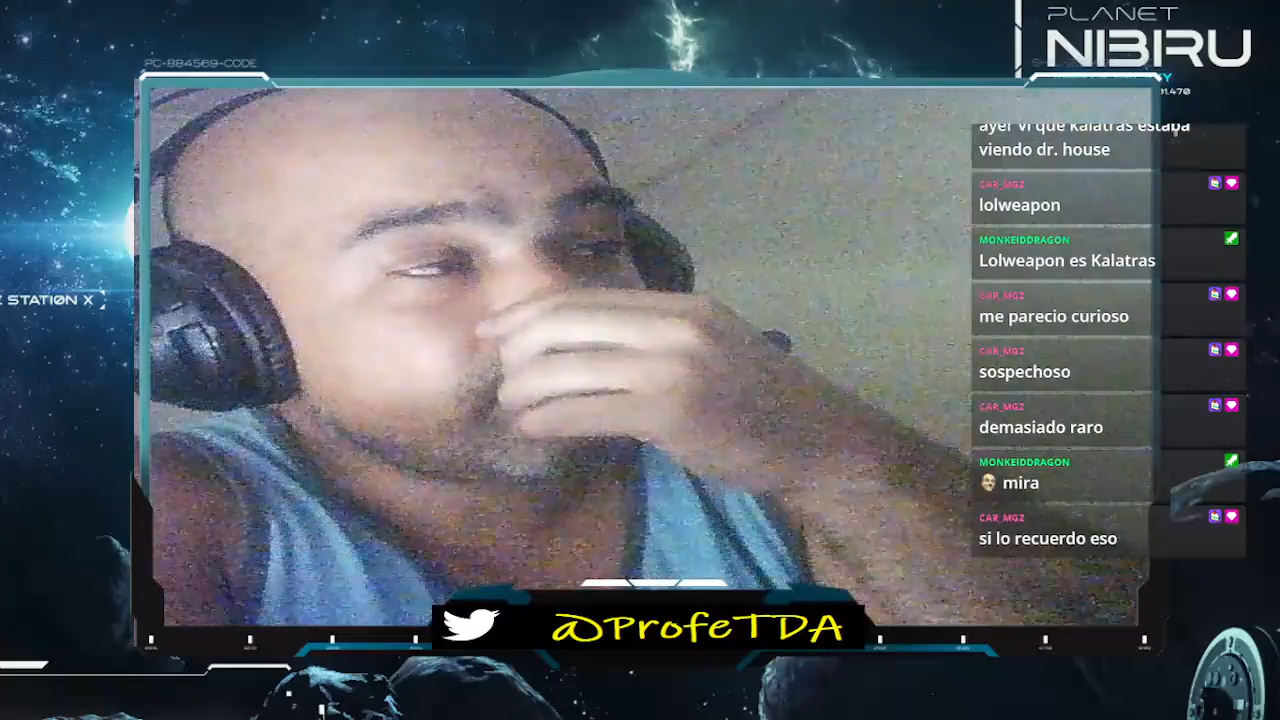 PLANET
NIBIRU
PC-884569-CODE
STATION X
ayer vi que kalatras estaba
viendo dr. house
CAR_MGZ
lolweapon
MONKEIDDRAGON
Lolweapon es Kalatras
CAR_MGZ
me parecio curioso
CAR_MGZ
sospechoso
CAR_MGZ
demasiado raro
MONKEIDDRAGON
mira
CAR_MGZ
si lo recuerdo eso
@ProfeTDA